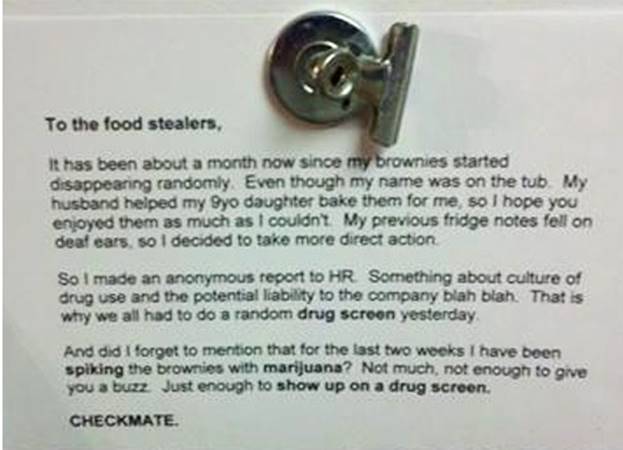 To the food stealers,
It has been about a month now since my brownies started
disappearing randomly. Even though my name was on the tub. My
husband helped my 9yo daughter bake them for me, so I hope you
enjoyed them as much as I couldn't. My previous fridge notes fell on
deaf ears, so I decided to take more direct action.
So I made an anonymous report to HR. Something about culture of
drug use and the potential liability to the company blah blah. That is
why we all had to do a random drug screen yesterday.
And did I forget to mention that for the last two weeks I have been
spiking the brownies with marijuana? Not much, not enough to give
you a buzz. Just enough to show up on a drug screen.
CHECKMATE.